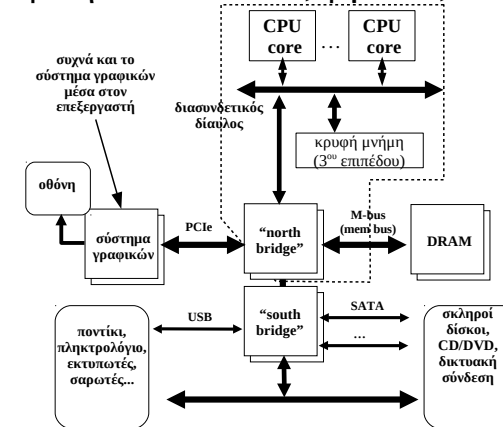 CPU
core
...
CPU
core
συχνά και το
σύστημα γραφικών
μέσα στον
επεξεργαστή
διασυνδετικός
δίαυλος
κρυφή μνήμη
(3ου επιπέδου)
οθόνη
σύστημα
γραφικών
PCIe
“north
bridge”
M-bus
(mem bus)
DRAM
“south
bridge”
USB
SATA
...
ποντίκι,
πληκτρολόγιο,
εκτυπωτές,
σαρωτές...
σκληροί
δίσκοι,
CD/DVD,
δικτυακή
σύνδεση